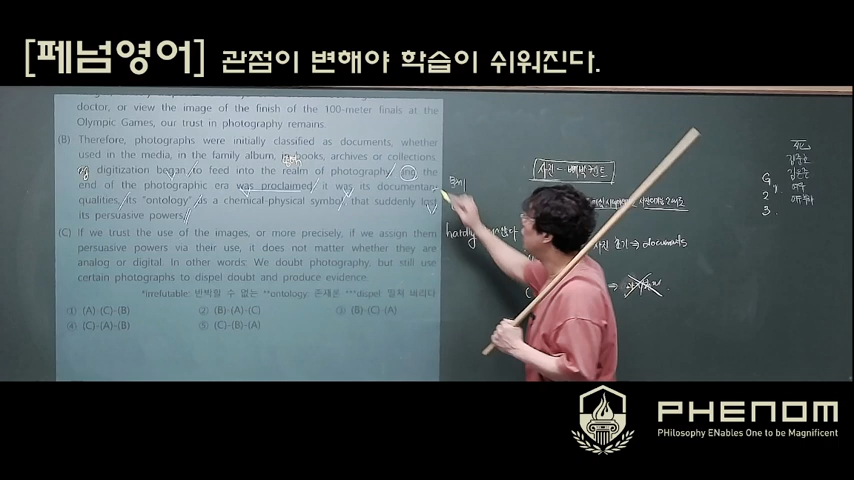 [페넘영어] 관점이 변해야 학습이 쉬워진다.
doctor, or view the image of the finish of the 100-meter finals at the
Olympic Games, our trust in photography remains.
(B) Therefore, photographs were initially classified as documents, whether
used in the media, in the family album, in books, archives or collections.
digitization began to feed into the realm of photography and the
end of the photographic era was proclaimed, it was its documentary
qualities, its "ontology" as a chemical-physical symbol that suddenly lost
its persuasive powers.
(C) If we trust the use of the images, or more precisely, if we assign them
persuasive powers via their use, it does not matter whether they are
analog or digital. In other words: We doubt photography, but still use
certain photographs to dispel doubt and produce evidence.
*irrefutable: 반박할 수 없는 **ontology: 존재론 ***dispel 떨쳐 버리다
① (A)-(C)-(B) ② (B)-(A)-(C) ③ (B)-(C)-(A)
④ (C)-(A)-(B) ⑤ (C)-(B)-(A)
hardly
초기 → documents
2
3.
PHENOM
PHilosophy ENables One to be Magnificent